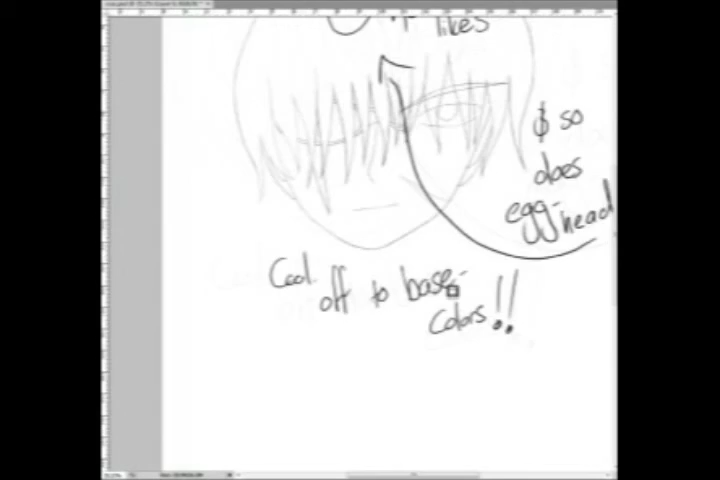 likes
& so
does
egg-
head
Cool.
off to base-
colors!!